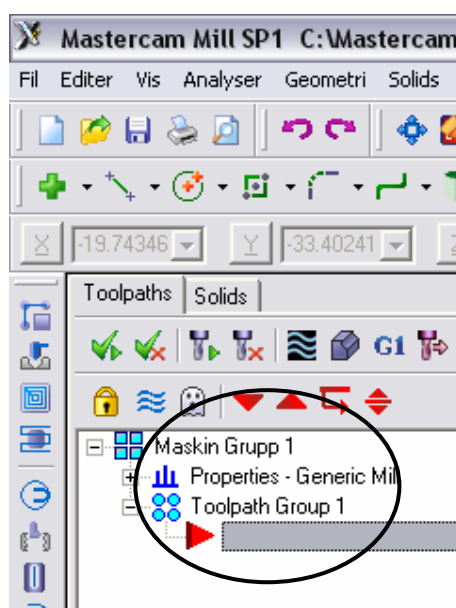 Mastercam Mill SP1 C:\Mastercam
Fil Editer Vis Analyser Geometri Solids
X -19.74346 Y -33.40241
Toolpaths Solids
G1
Maskin Grupp 1
Properties - Generic Mill
Toolpath Group 1